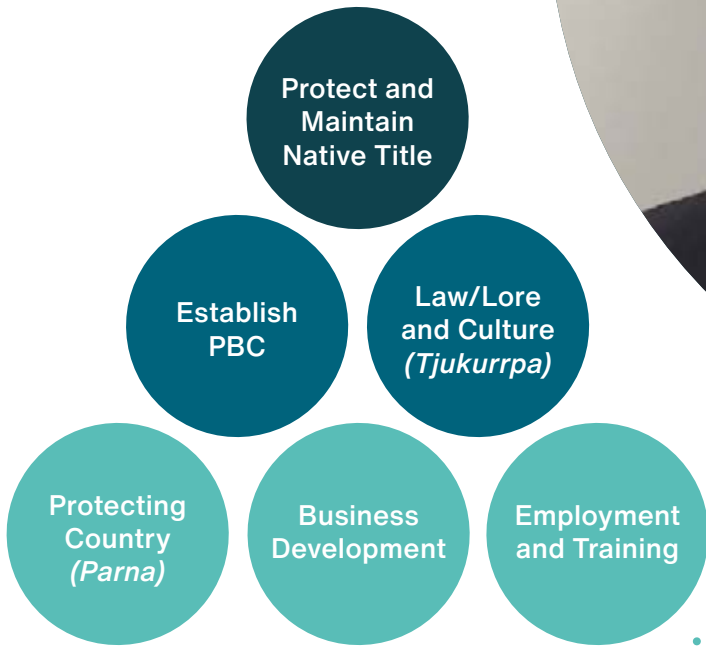 Protect and
Maintain
Native Title
Establish
PBC
Law/Lore
and Culture
(Tjukurrpa)
Protecting
Country
(Parna)
Business
Development
Employment
and Training